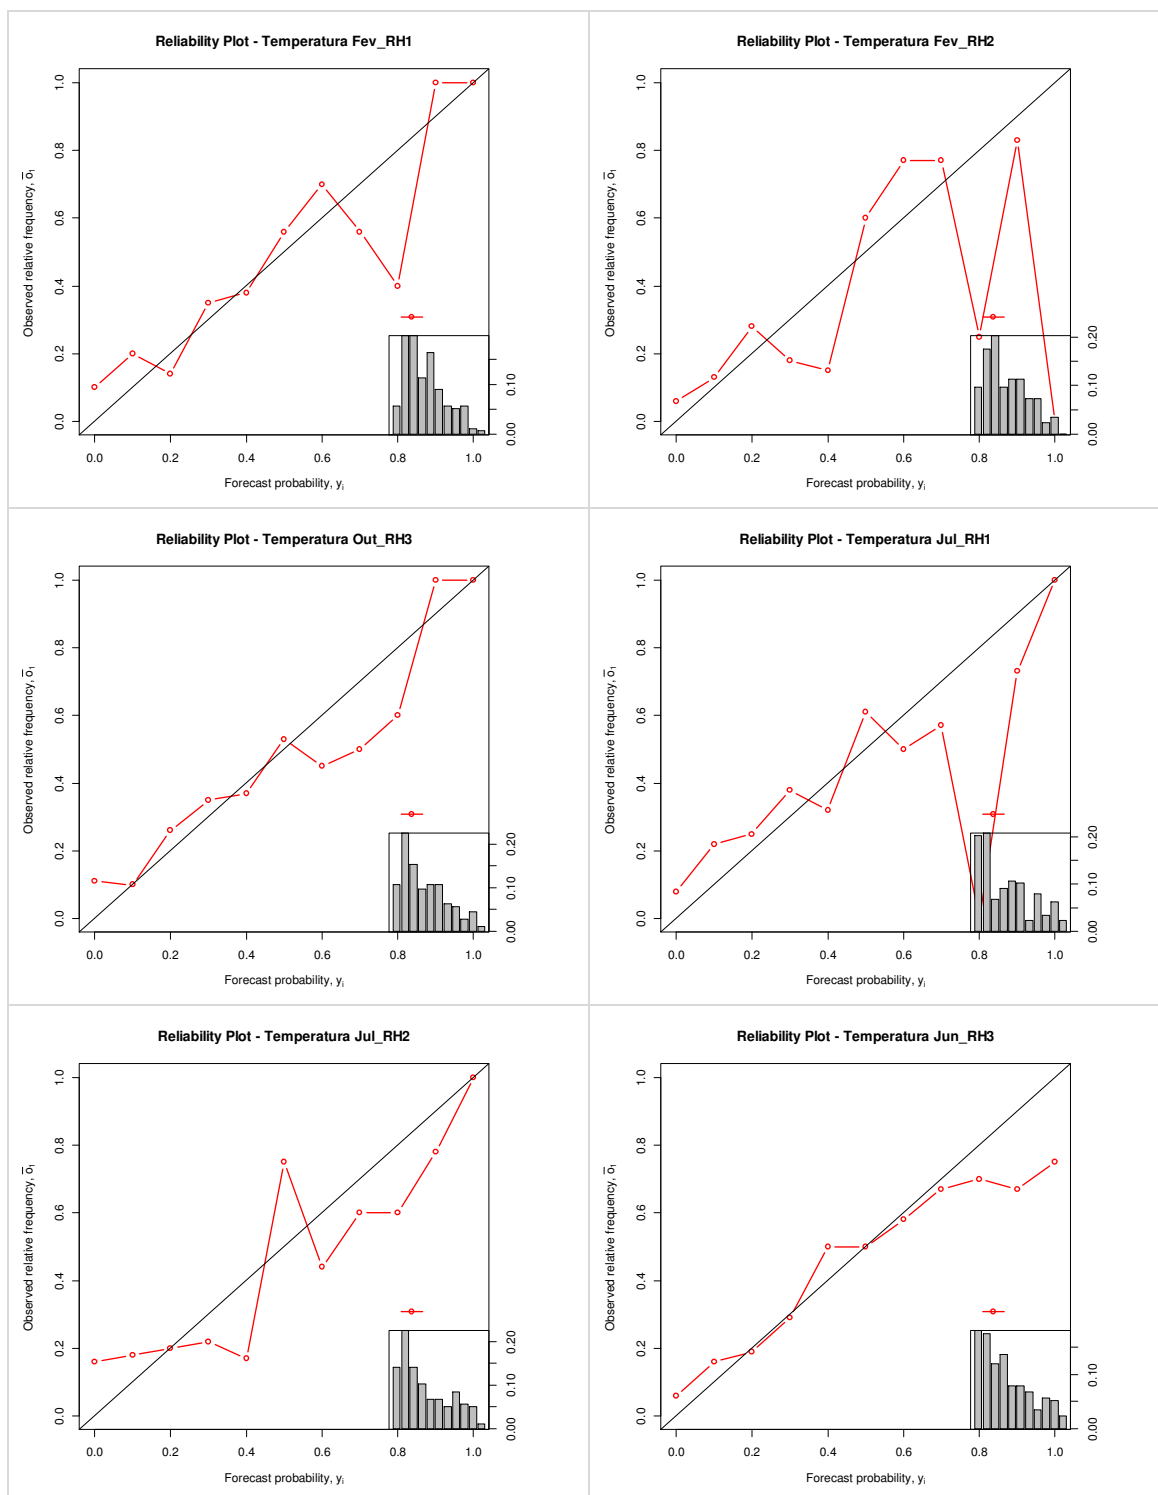 Reliability Plot - Temperatura Fev_RH1
Observed relative frequency, o̅₁
1.0
0.8
0.6
0.4
0.2
0.0
0.10
0.00
0.0 0.2 0.4 0.6 0.8 1.0
Forecast probability, yᵢ
Reliability Plot - Temperatura Fev_RH2
Observed relative frequency, o̅₁
1.0
0.8
0.6
0.4
0.2
0.0
0.20
0.10
0.00
0.0 0.2 0.4 0.6 0.8 1.0
Forecast probability, yᵢ
Reliability Plot - Temperatura Out_RH3
Observed relative frequency, o̅₁
1.0
0.8
0.6
0.4
0.2
0.0
0.20
0.10
0.00
0.0 0.2 0.4 0.6 0.8 1.0
Forecast probability, yᵢ
Reliability Plot - Temperatura Jul_RH1
Observed relative frequency, o̅₁
1.0
0.8
0.6
0.4
0.2
0.0
0.20
0.10
0.00
0.0 0.2 0.4 0.6 0.8 1.0
Forecast probability, yᵢ
Reliability Plot - Temperatura Jul_RH2
Observed relative frequency, o̅₁
1.0
0.8
0.6
0.4
0.2
0.0
0.20
0.10
0.00
0.0 0.2 0.4 0.6 0.8 1.0
Forecast probability, yᵢ
Reliability Plot - Temperatura Jun_RH3
Observed relative frequency, o̅₁
1.0
0.8
0.6
0.4
0.2
0.0
0.10
0.00
0.0 0.2 0.4 0.6 0.8 1.0
Forecast probability, yᵢ